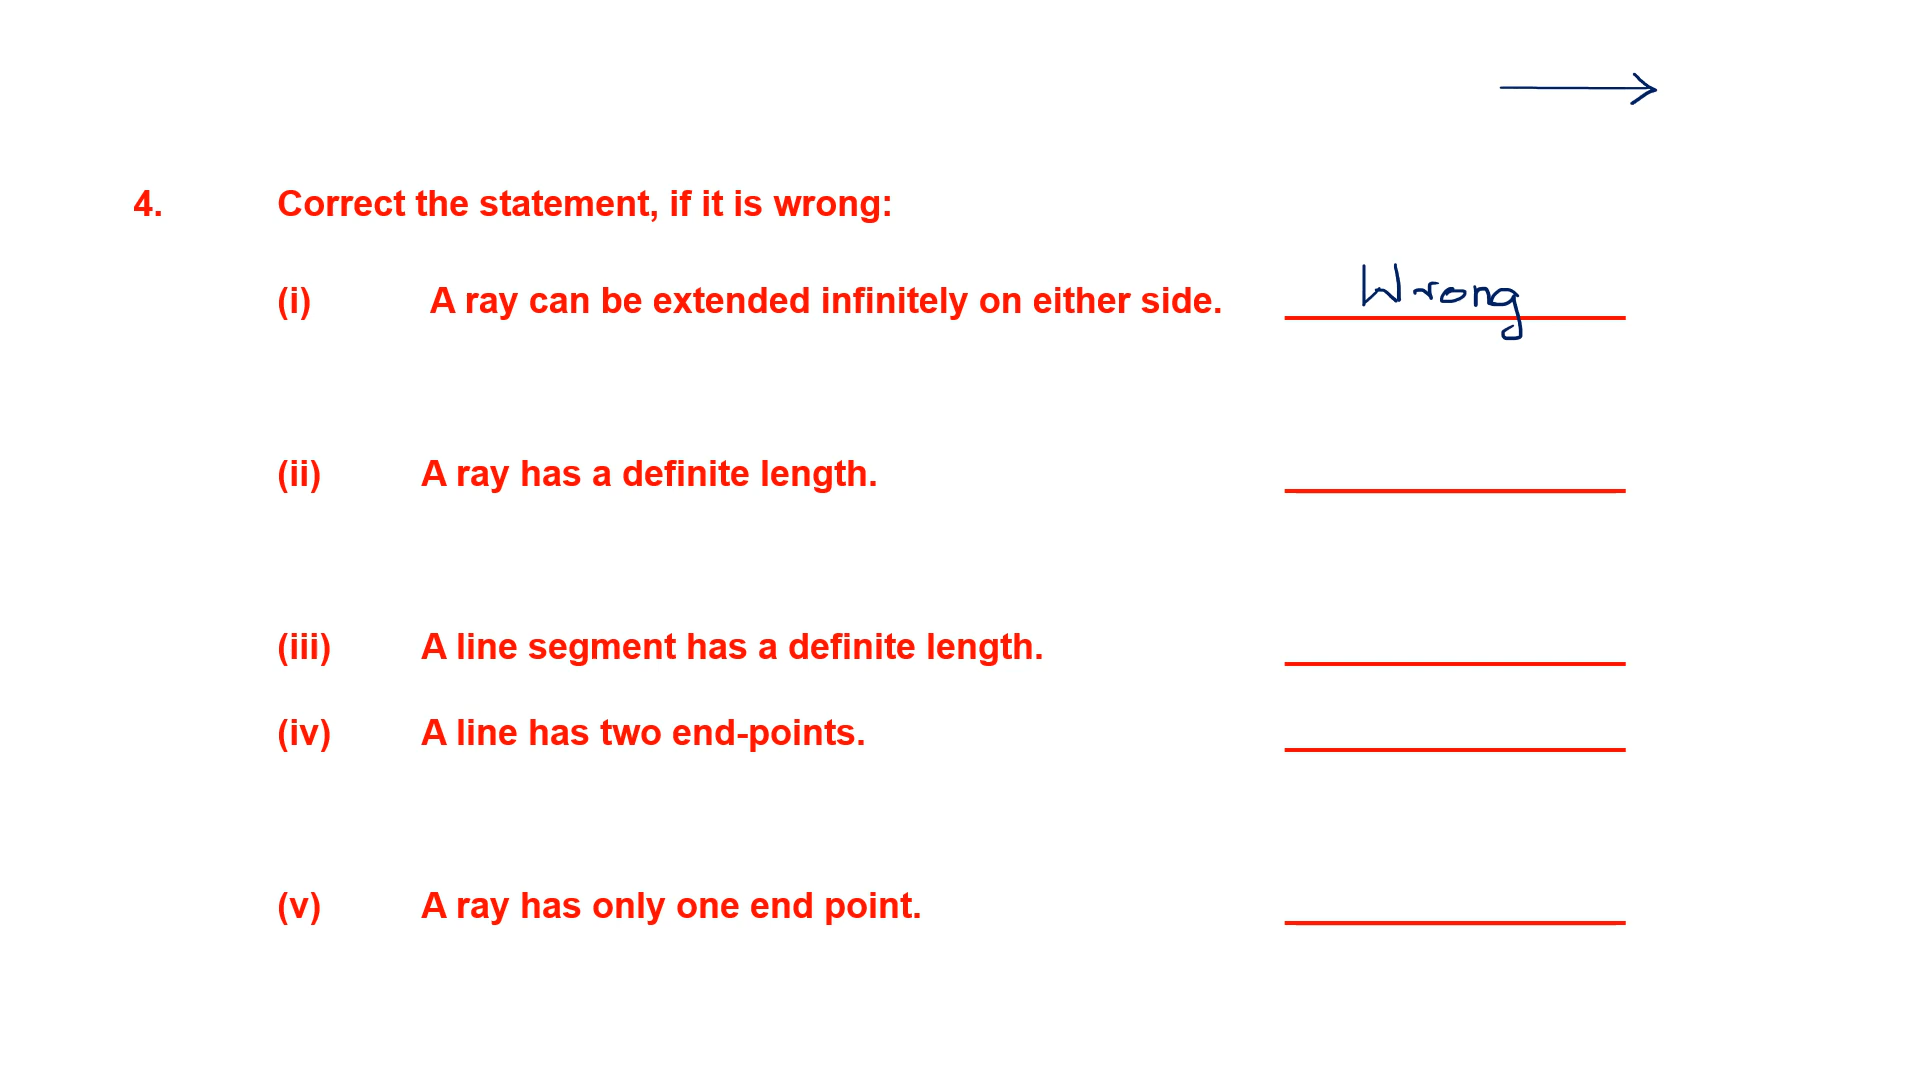 4. Correct the statement, if it is wrong:
(i) A ray can be extended infinitely on either side. Wrong
(ii) A ray has a definite length.
(iii) A line segment has a definite length.
(iv) A line has two end-points.
(v) A ray has only one end point.